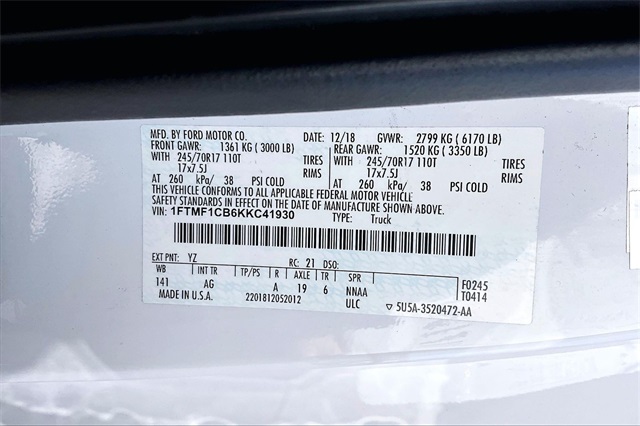 MFD. BY FORD MOTOR CO. DATE: 12/18 GVWR: 2799 KG ( 6170 LB)
FRONT GAWR: 1361 KG ( 3000 LB) REAR GAWR: 1520 KG ( 3350 LB)
WITH 245/70R17 110T TIRES WITH 245/70R17 110T TIRES
17x7.5J RIMS 17x7.5J RIMS
AT 260 kPa/ 38 PSI COLD AT 260 kPa/ 38 PSI COLD
THIS VEHICLE CONFORMS TO ALL APPLICABLE FEDERAL MOTOR VEHICLE
SAFETY STANDARDS IN EFFECT ON THE DATE OF MANUFACTURE SHOWN ABOVE.
VIN: 1FTMF1CB6KKC41930 TYPE: Truck
EXT PNT: YZ RC: 21 DSO:
WB INT TR TP/PS R AXLE TR SPR F0245
141 AG A 19 6 NNAA T0414
MADE IN U.S.A. 2201812052012 ULC ▽ 5U5A-3520472-AA